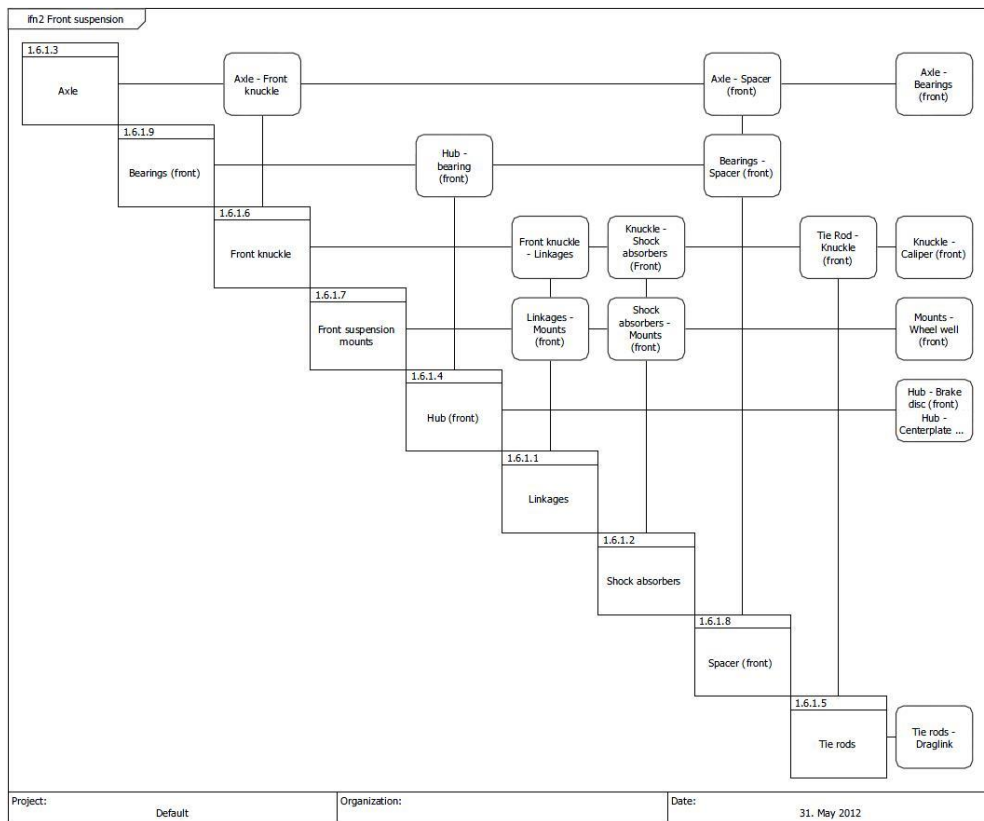 ifn2 Front suspension
1.6.1.3
Axle
Axle - Front
knuckle
Axle - Spacer
(front)
Axle -
Bearings
(front)
1.6.1.9
Bearings (front)
Hub -
bearing
(front)
Bearings -
Spacer (front)
1.6.1.6
Front knuckle
Front knuckle
- Linkages
Knuckle -
Shock
absorbers
(Front)
Tie Rod -
Knuckle
(front)
Knuckle -
Caliper (front)
1.6.1.7
Front suspension
mounts
Linkages -
Mounts
(front)
Shock
absorbers -
Mounts
(front)
Mounts -
Wheel well
(front)
1.6.1.4
Hub (front)
Hub - Brake
disc (front)
Hub -
Centerplate ...
1.6.1.1
Linkages
1.6.1.2
Shock absorbers
1.6.1.8
Spacer (front)
1.6.1.5
Tie rods
Tie rods -
Draglink
Project:
Default
Organization:
Date:
31. May 2012